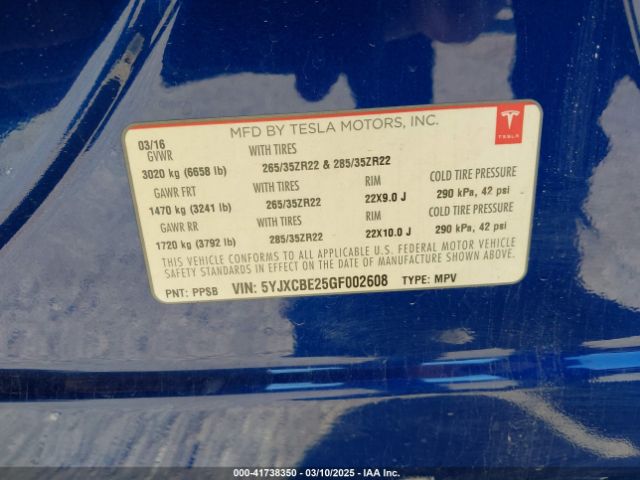 MFD BY TESLA MOTORS, INC.
TESLA
03/16
GVWR WITH TIRES
3020 kg (6658 lb) 265/35ZR22 & 285/35ZR22
GAWR FRT WITH TIRES RIM COLD TIRE PRESSURE
1470 kg (3241 lb) 265/35ZR22 22X9.0 J 290 kPa, 42 psi
GAWR RR WITH TIRES RIM COLD TIRE PRESSURE
1720 kg (3792 lb) 285/35ZR22 22X10.0 J 290 kPa, 42 psi
THIS VEHICLE CONFORMS TO ALL APPLICABLE U.S. FEDERAL MOTOR VEHICLE
SAFETY STANDARDS IN EFFECT ON THE DATE OF MANUFACTURE SHOWN ABOVE.
PNT: PPSB VIN: 5YJXCBE25GF002608 TYPE: MPV
000-41738350 | 03/10/2025 | IAA Inc.